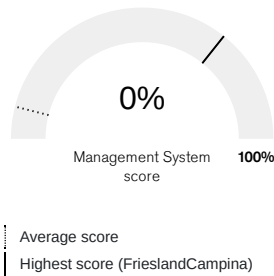 0%
Management System
score
100%
Average score
Highest score (FrieslandCampina)